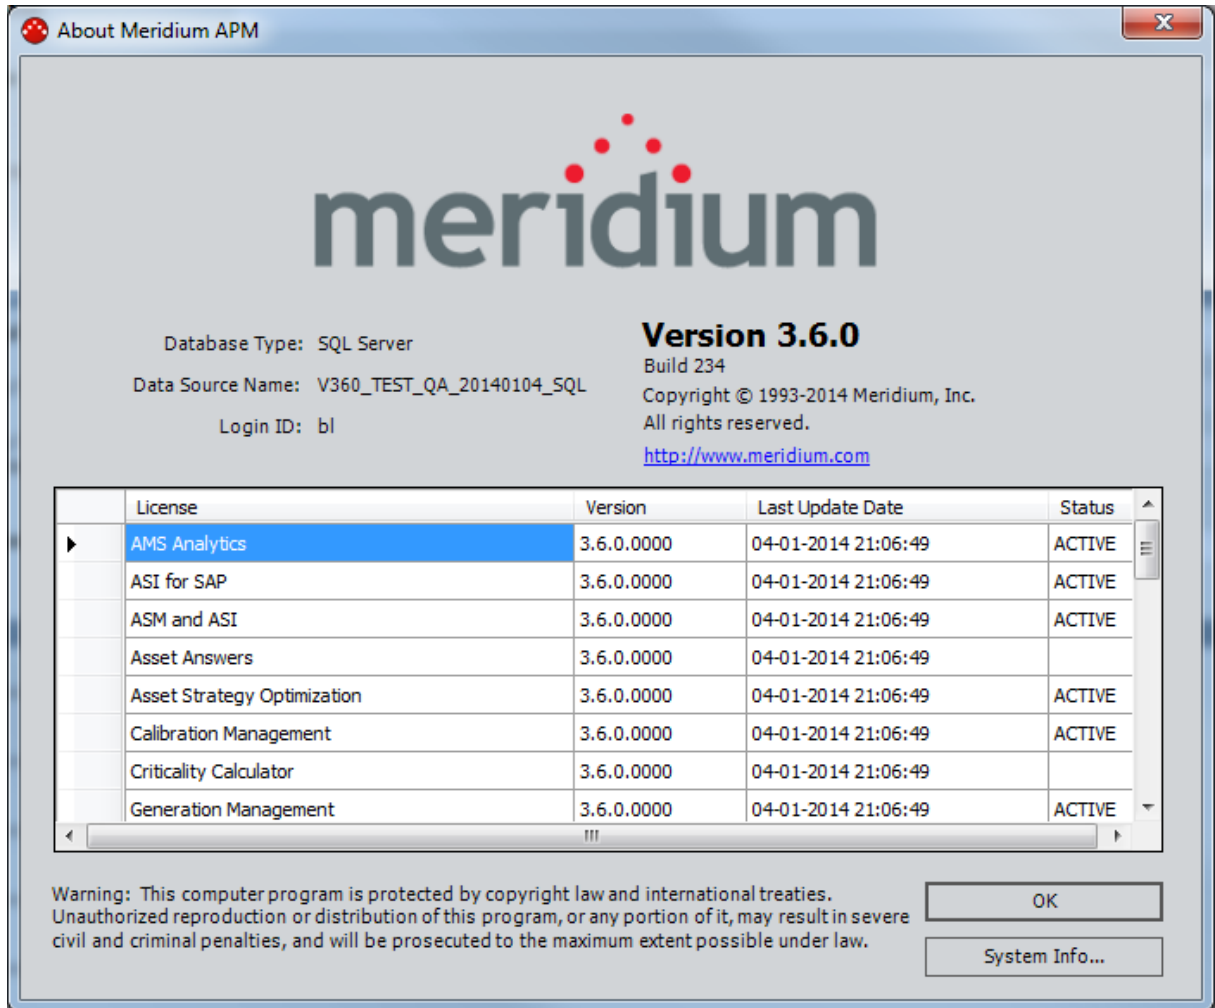 About Meridium APM
meridium
Database Type: SQL Server
Data Source Name: V360_TEST_QA_20140104_SQL
Login ID: bl
Version 3.6.0
Build 234
Copyright © 1993-2014 Meridium, Inc.
All rights reserved.
http://www.meridium.com
License Version Last Update Date Status
AMS Analytics 3.6.0.0000 04-01-2014 21:06:49 ACTIVE
ASI for SAP 3.6.0.0000 04-01-2014 21:06:49 ACTIVE
ASM and ASI 3.6.0.0000 04-01-2014 21:06:49 ACTIVE
Asset Answers 3.6.0.0000 04-01-2014 21:06:49
Asset Strategy Optimization 3.6.0.0000 04-01-2014 21:06:49 ACTIVE
Calibration Management 3.6.0.0000 04-01-2014 21:06:49 ACTIVE
Criticality Calculator 3.6.0.0000 04-01-2014 21:06:49
Generation Management 3.6.0.0000 04-01-2014 21:06:49 ACTIVE
Warning: This computer program is protected by copyright law and international treaties.
Unauthorized reproduction or distribution of this program, or any portion of it, may result in severe
civil and criminal penalties, and will be prosecuted to the maximum extent possible under law.
OK
System Info...